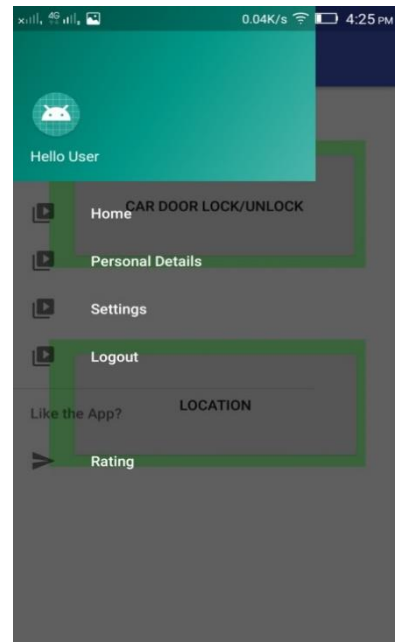 4G 0.04K/s 4:25 PM
Hello User
Home
CAR DOOR LOCK/UNLOCK
Personal Details
Settings
Logout
Like the App?
LOCATION
Rating